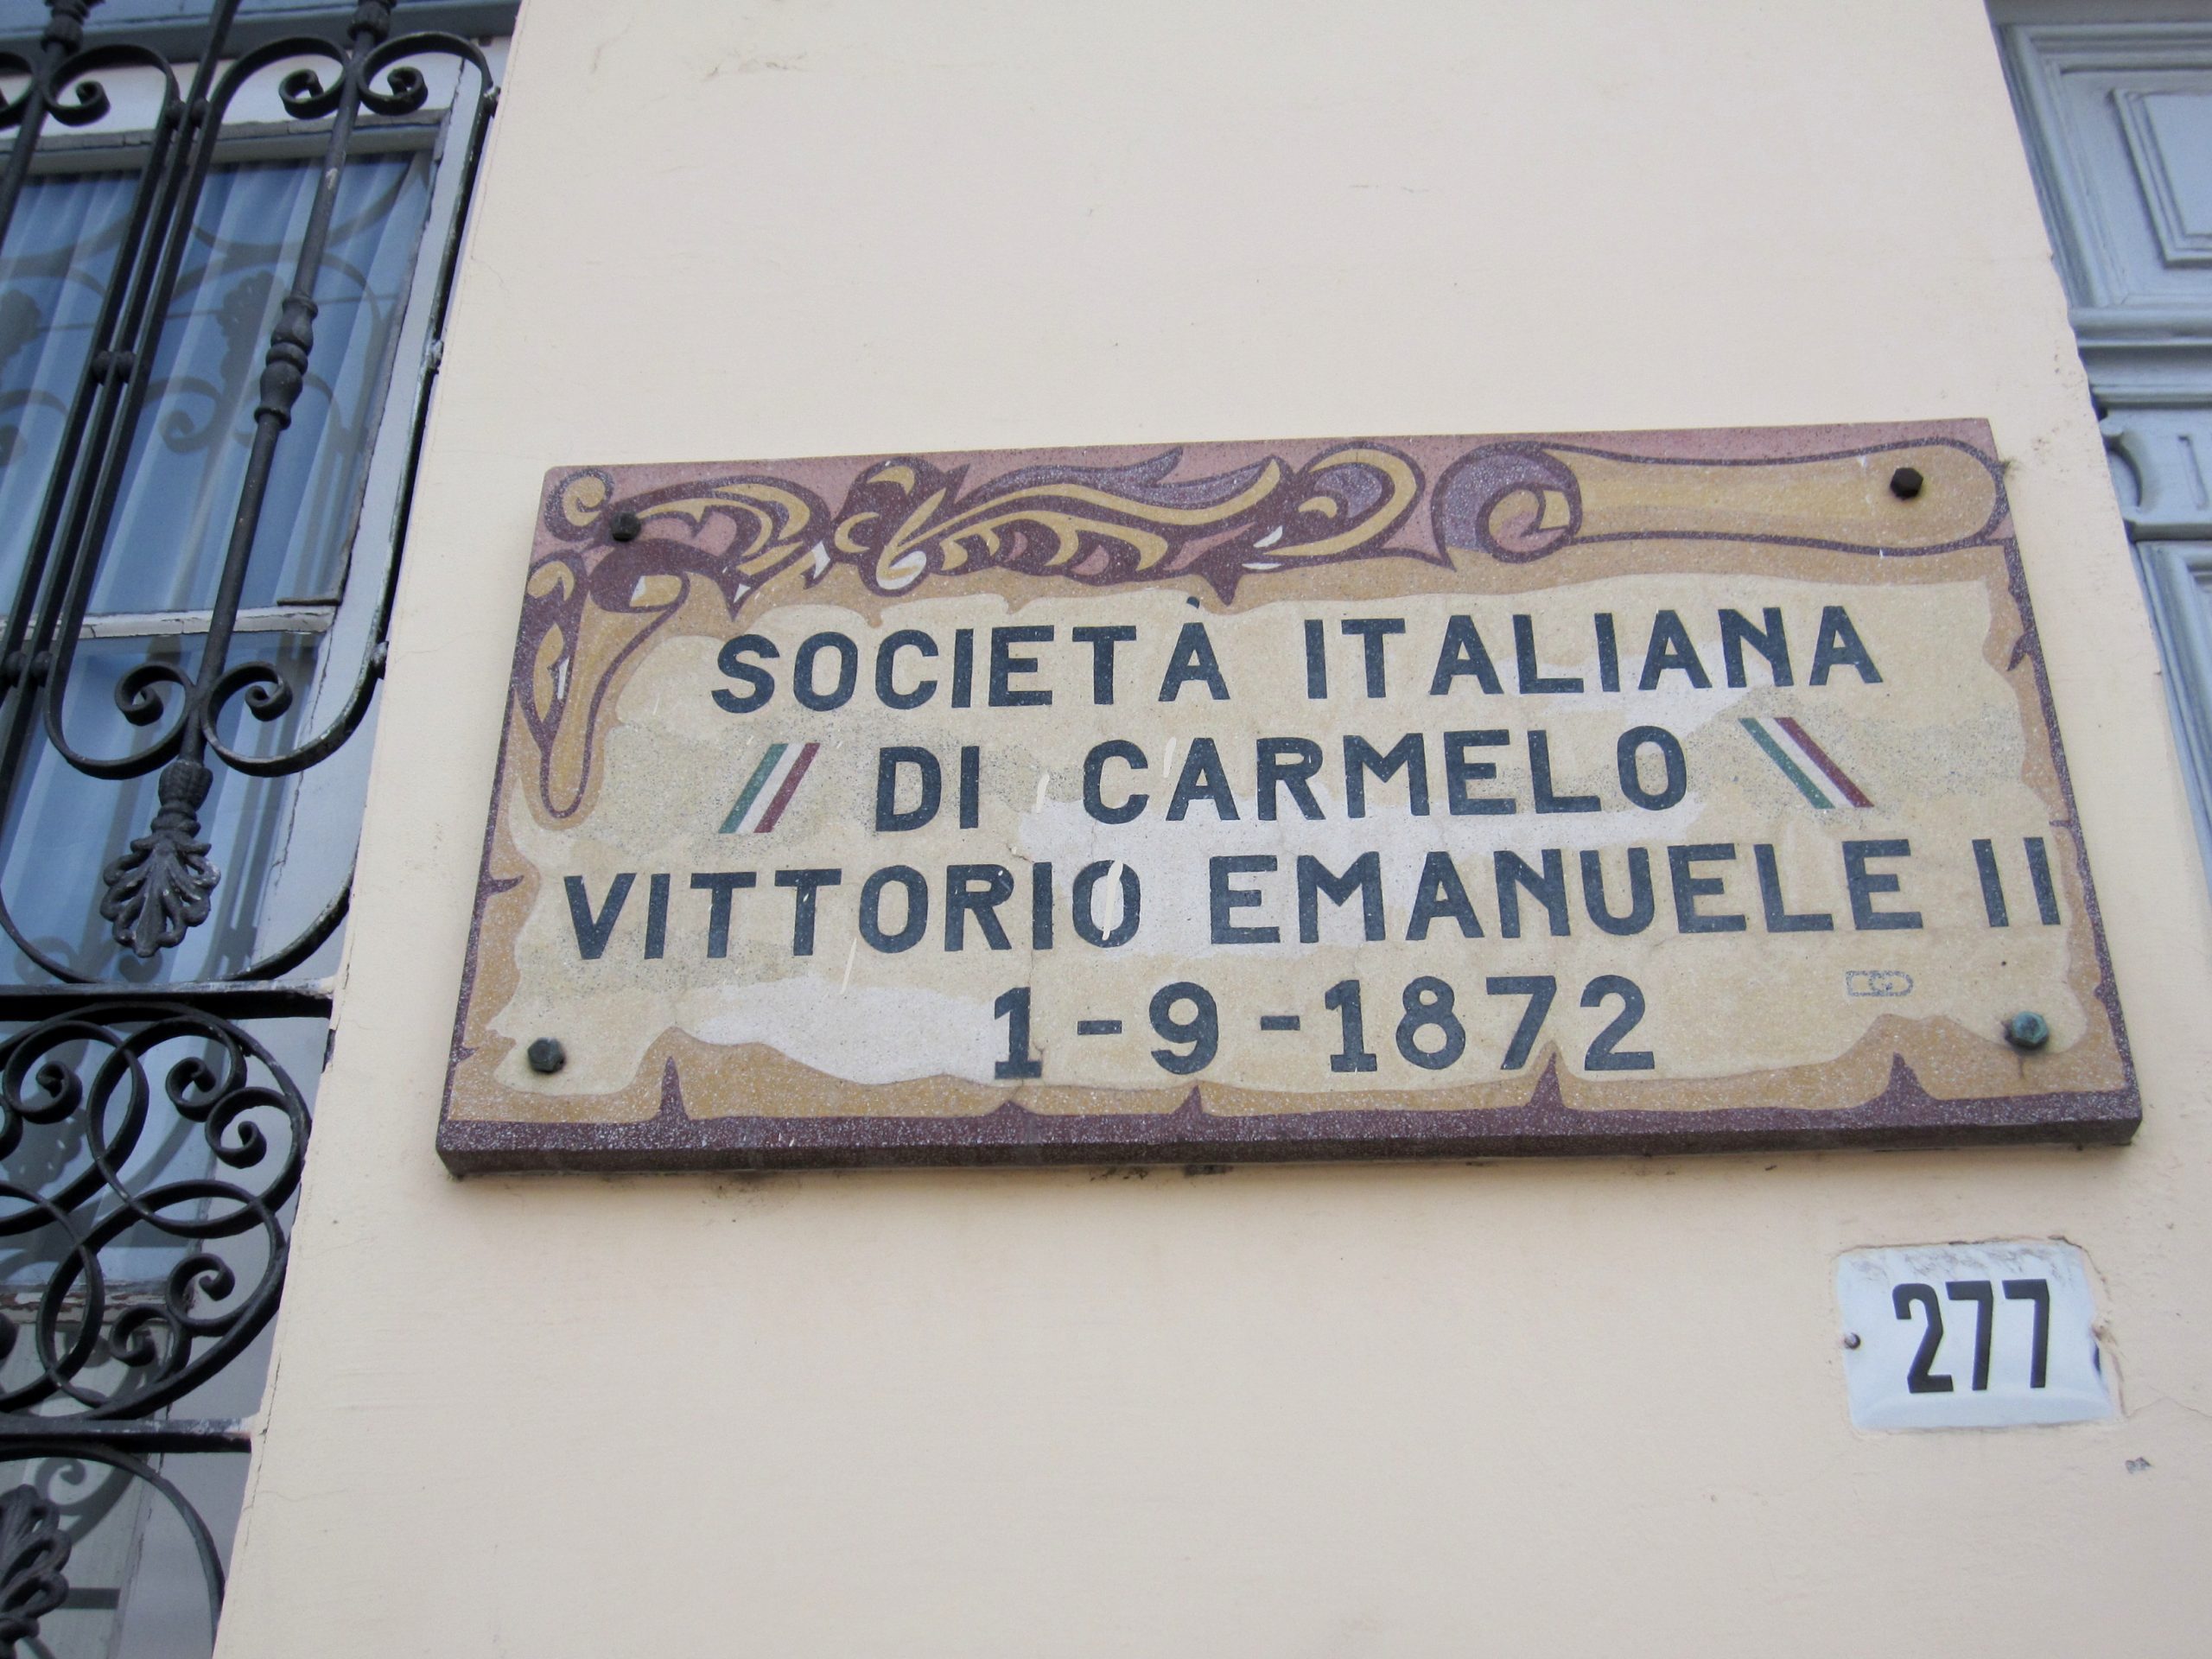 SOCIETÀ ITALIANA
DI CARMELO
VITTORIO EMANUELE II
1-9-1872
277